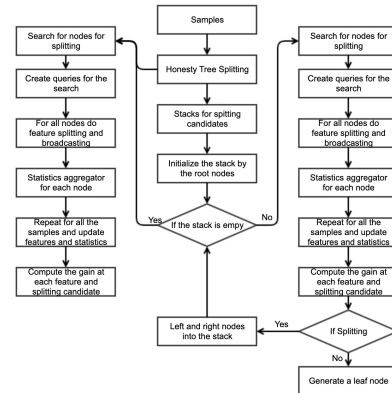 Search for nodes for
splitting
Create queries for the
search
For all nodes do
feature splitting and
broadcasting
Statistics aggregator
for each node
Repeat for all the
samples and update
features and statistics
Compute the gain at
each feature and
splitting candidate
Samples
Honesty Tree Splitting
Stacks for spitting
candidates
Initialize the stack by
the root nodes
Yes
If the stack is empy
No
Left and right nodes
into the stack
Search for nodes for
splitting
Create queries for the
search
For all nodes do
feature splitting and
broadcasting
Statistics aggregator
for each node
Repeat for all the
samples and update
features and statistics
Compute the gain at
each feature and
splitting candidate
Yes
If Splitting
No
Generate a leaf node